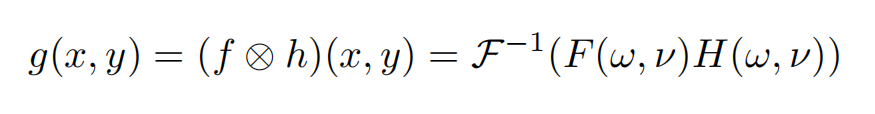 g(x, y) = (f ⊗ h)(x, y) = ℱ⁻¹(F(ω, ν)H(ω, ν))